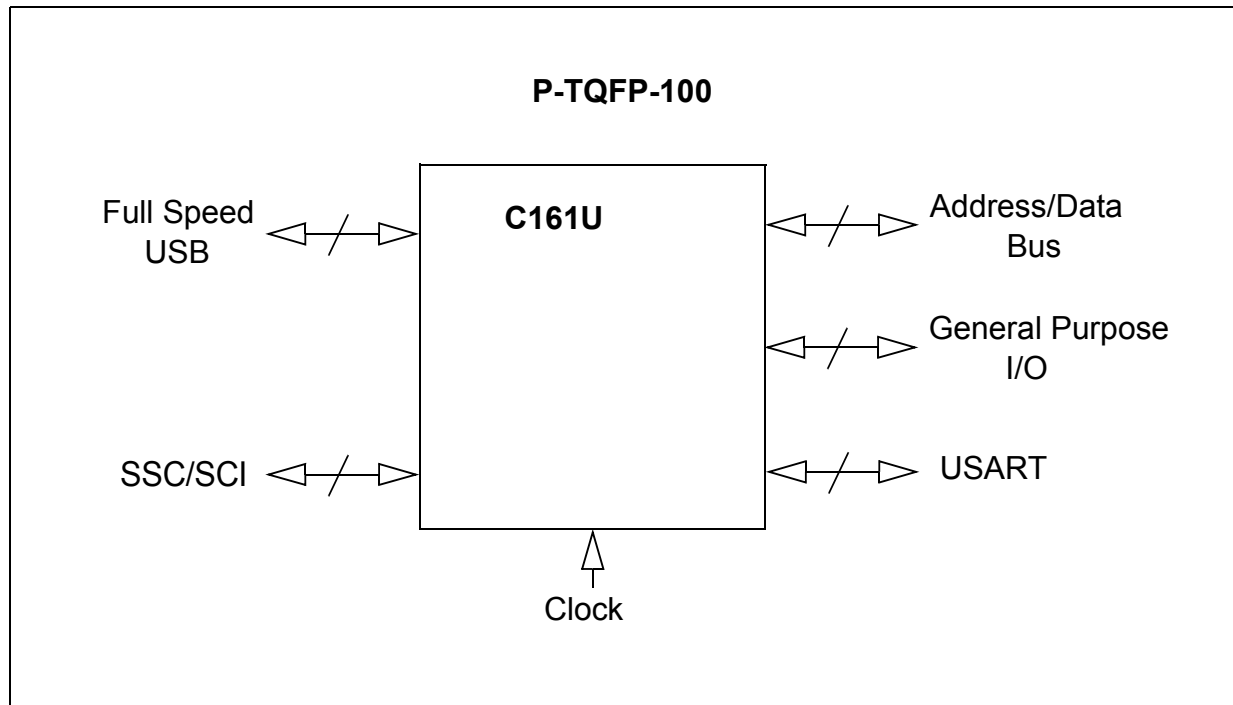 P-TQFP-100
C161U
Full Speed
USB
SSC/SCI
Address/Data
Bus
General Purpose
I/O
USART
Clock